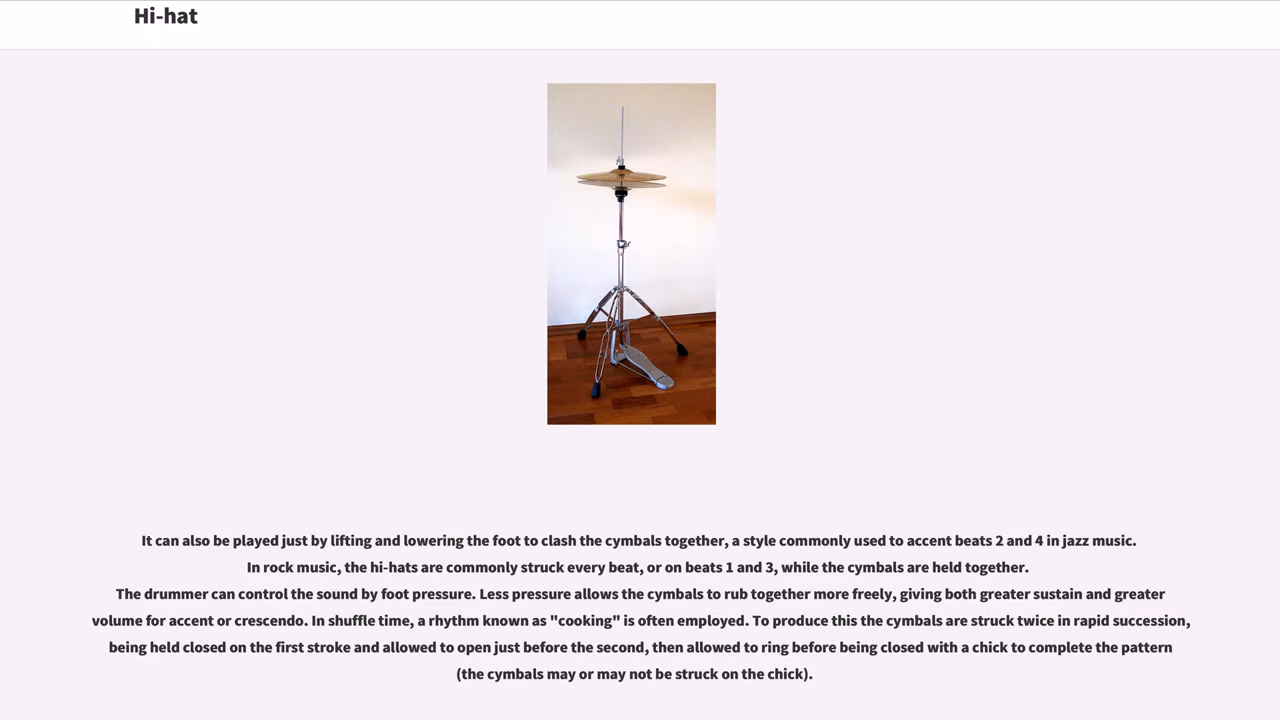 Hi-hat
It can also be played just by lifting and lowering the foot to clash the cymbals together, a style commonly used to accent beats 2 and 4 in jazz music.
In rock music, the hi-hats are commonly struck every beat, or on beats 1 and 3, while the cymbals are held together.
The drummer can control the sound by foot pressure. Less pressure allows the cymbals to rub together more freely, giving both greater sustain and greater
volume for accent or crescendo. In shuffle time, a rhythm known as "cooking" is often employed. To produce this the cymbals are struck twice in rapid succession,
being held closed on the first stroke and allowed to open just before the second, then allowed to ring before being closed with a chick to complete the pattern
(the cymbals may or may not be struck on the chick).